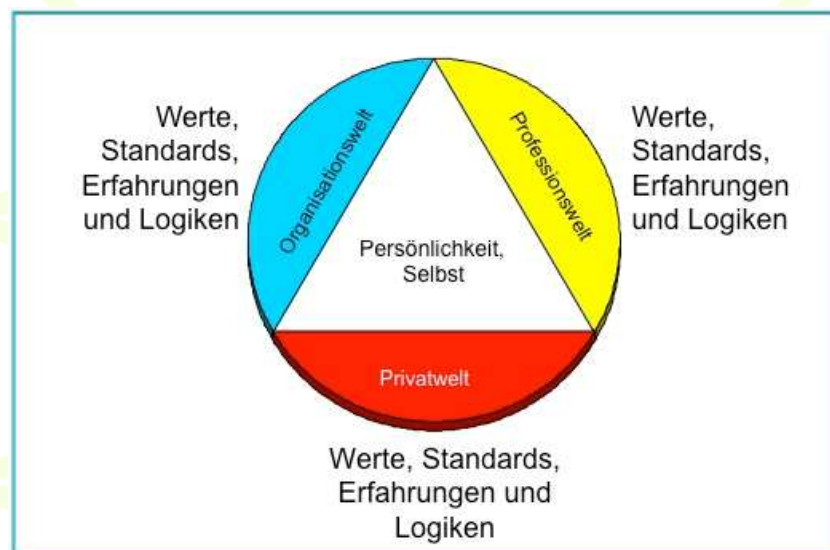 Werte,
Standards,
Erfahrungen
und Logiken
Organisationswelt
Professionswelt
Werte,
Standards,
Erfahrungen
und Logiken
Persönlichkeit,
Selbst
Privatwelt
Werte, Standards,
Erfahrungen und
Logiken